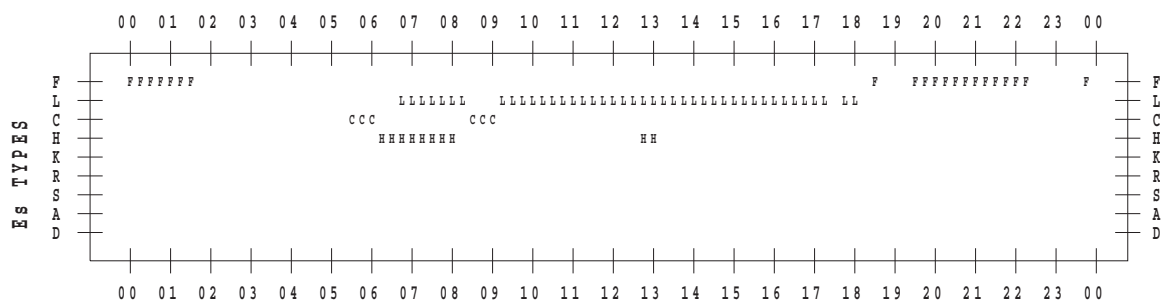 00 01 02 03 04 05 06 07 08 09 10 11 12 13 14 15 16 17 18 19 20 21 22 23 00
Es TYPES
F FFFFFFF F FFFFFFFFFFFF F F
L LLLLLLL LLLLLLLLLLLLLLLLLLLLLLLLLLLLLLLLL LL L
C CCC CCC C
H HHHHHHHH HH H
K K
R R
S S
A A
D D
00 01 02 03 04 05 06 07 08 09 10 11 12 13 14 15 16 17 18 19 20 21 22 23 00